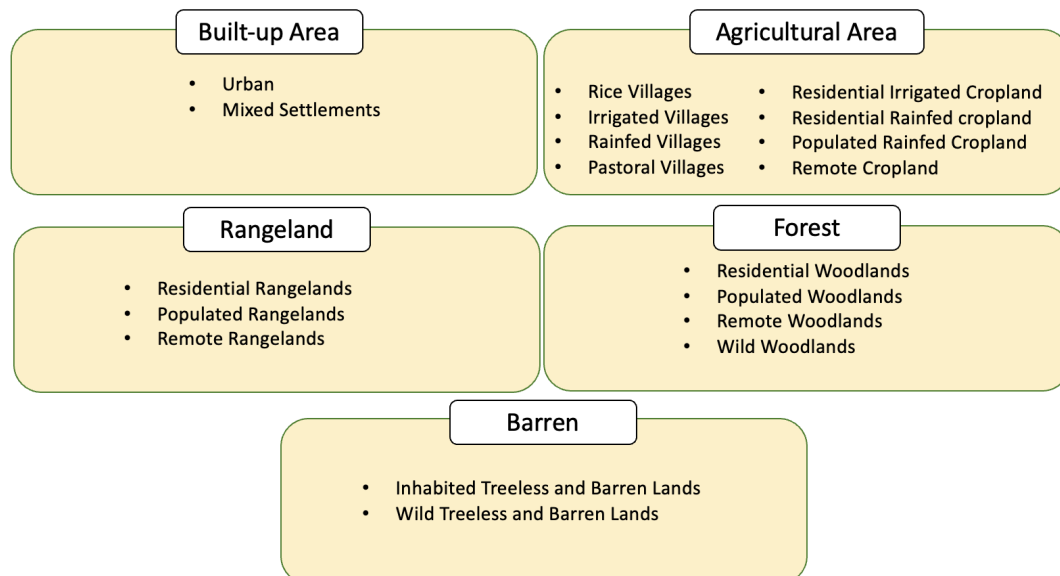 Built-up Area
• Urban
• Mixed Settlements
Agricultural Area
• Rice Villages
• Irrigated Villages
• Rainfed Villages
• Pastoral Villages
• Residential Irrigated Cropland
• Residential Rainfed cropland
• Populated Rainfed Cropland
• Remote Cropland
Rangeland
• Residential Rangelands
• Populated Rangelands
• Remote Rangelands
Forest
• Residential Woodlands
• Populated Woodlands
• Remote Woodlands
• Wild Woodlands
Barren
• Inhabited Treeless and Barren Lands
• Wild Treeless and Barren Lands